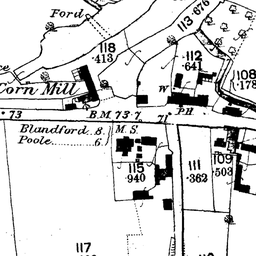 Ford
113·676
118
·413
112
·641
108
·178
Corn Mill
W
P.H.
·73
B.M. 73·7
71
Blandford 8
Poole 6
M.S.
115
940
111
·362
109
·503
117